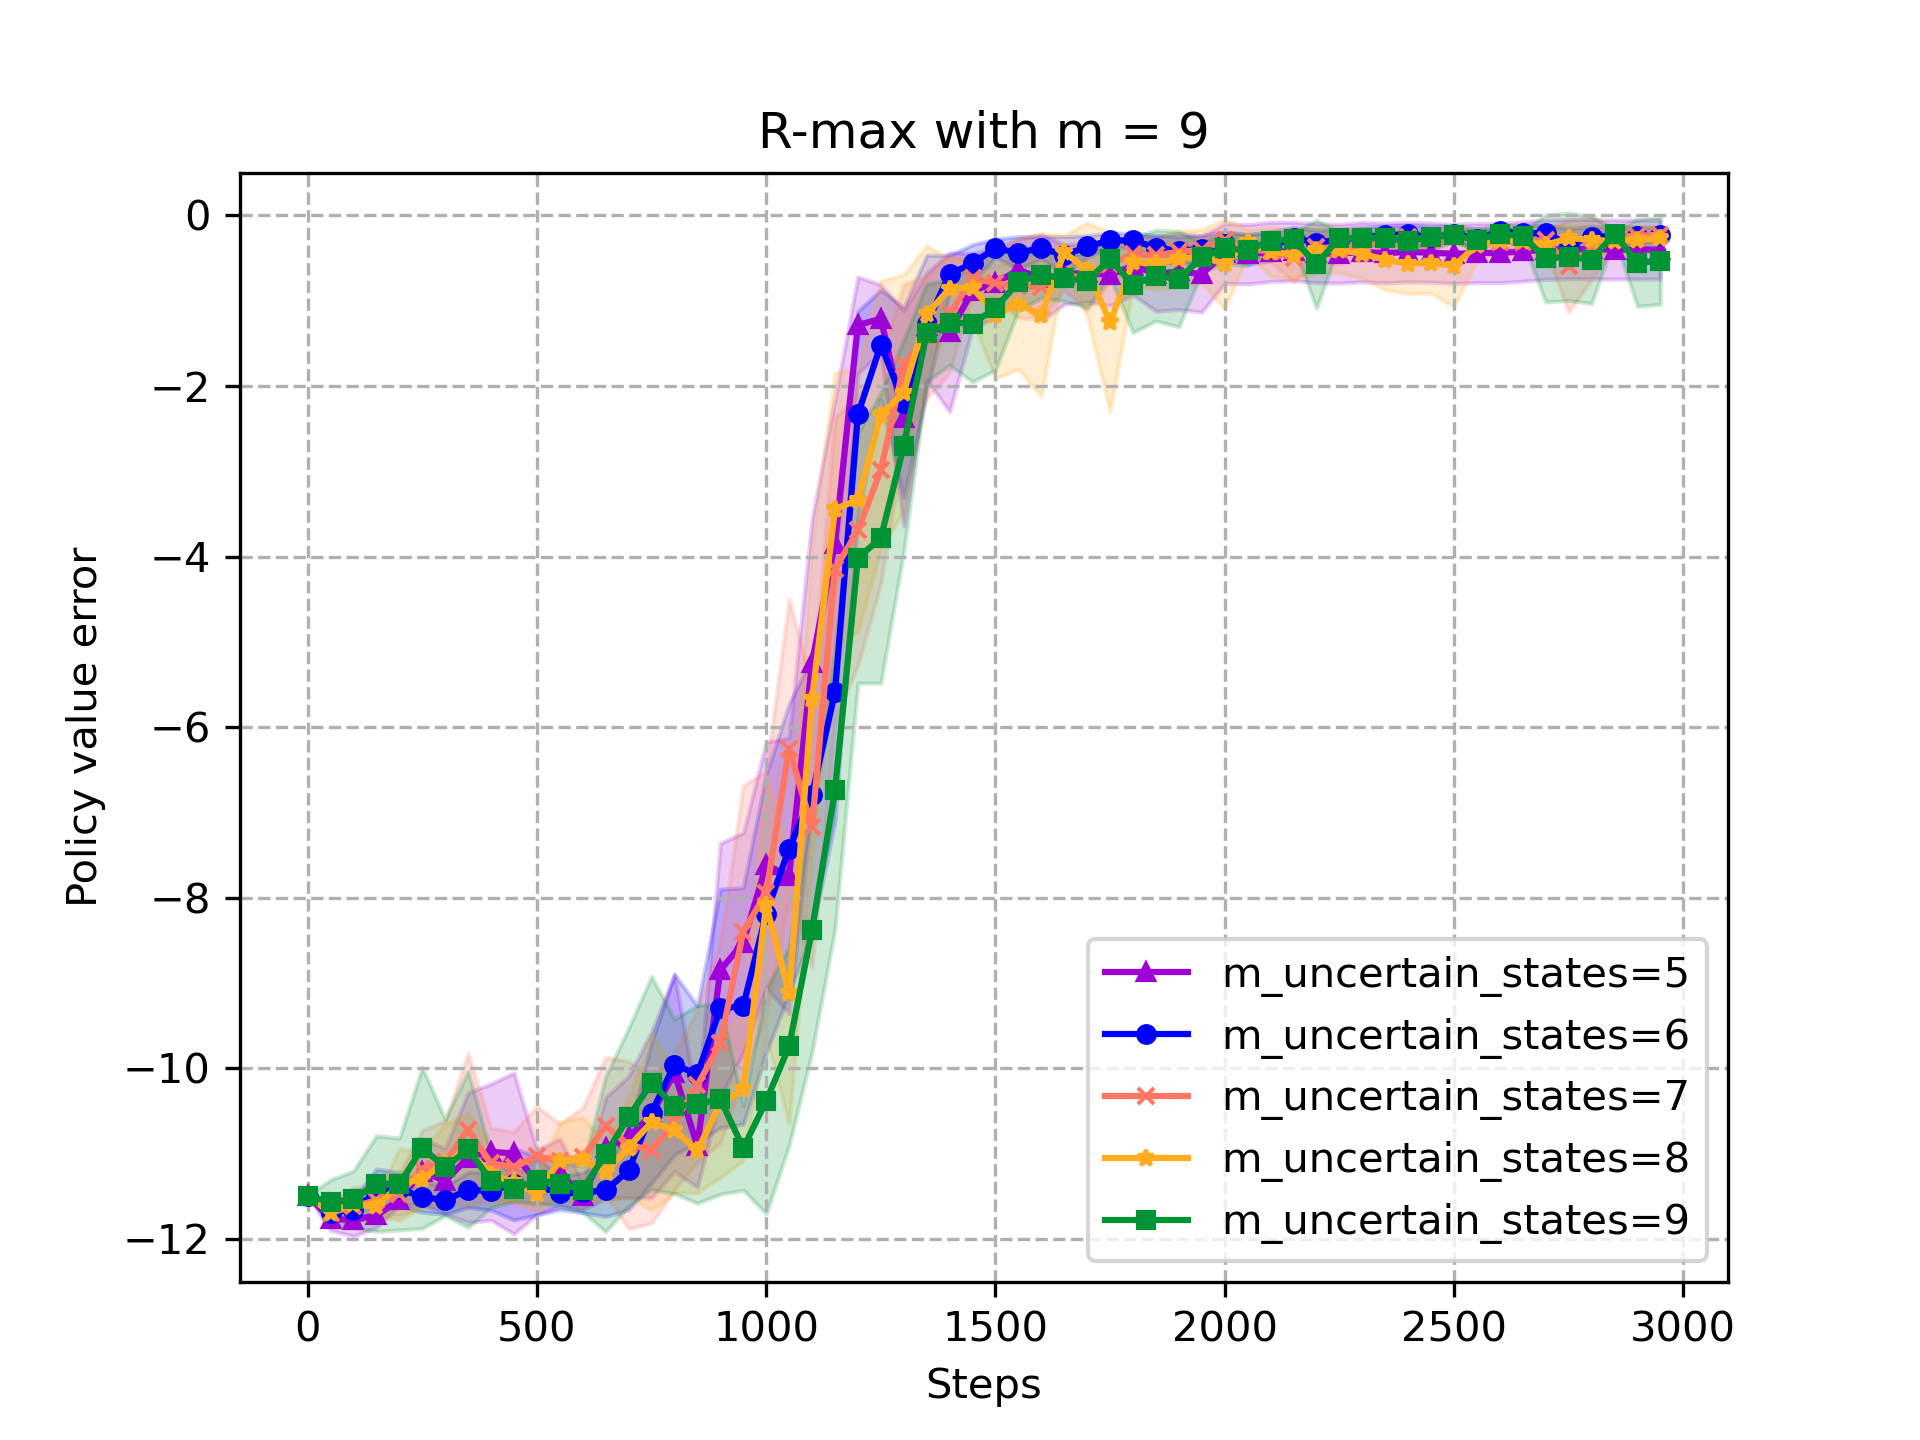 R-max with m = 9
Policy value error
0
−2
−4
−6
−8
−10
−12
m_uncertain_states=5
m_uncertain_states=6
m_uncertain_states=7
m_uncertain_states=8
m_uncertain_states=9
0 500 1000 1500 2000 2500 3000
Steps